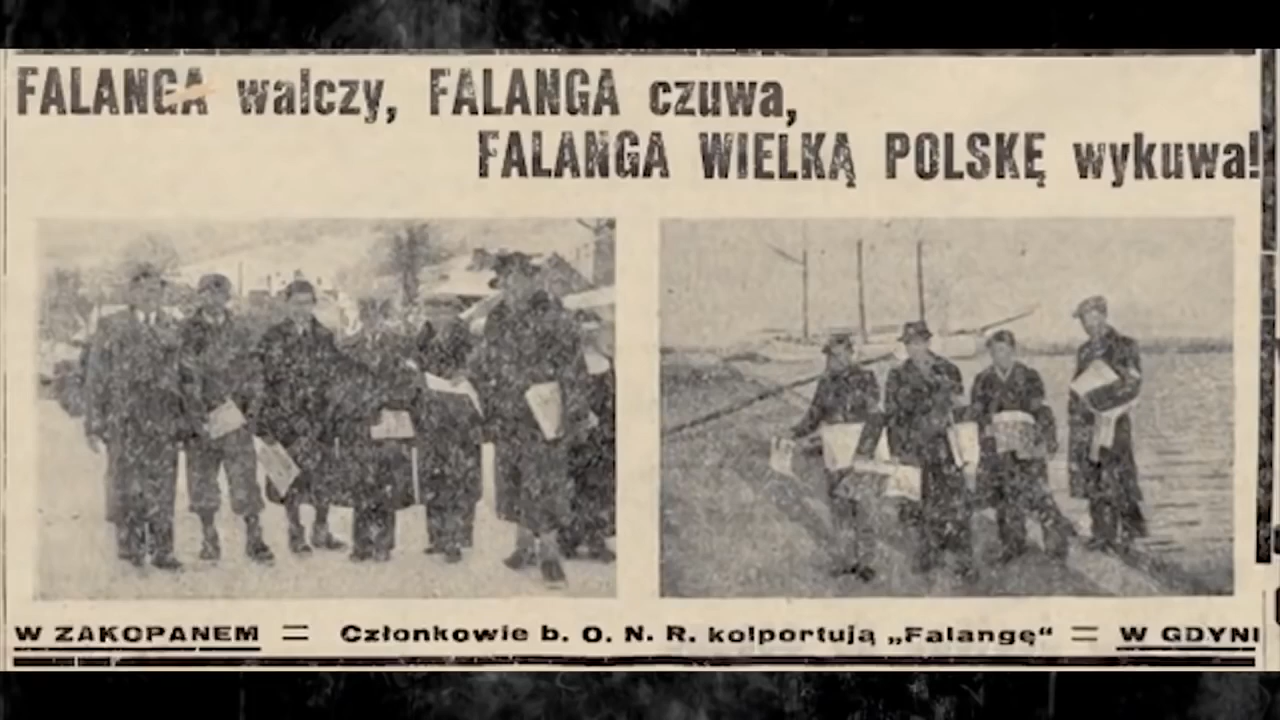 FALANGA walczy, FALANGA czuwa,
FALANGA WIELKĄ POLSKĘ wykuwa!
W ZAKOPANEM = Członkowie b. O. N. R. kolportują „Falangę“ = W GDYNI